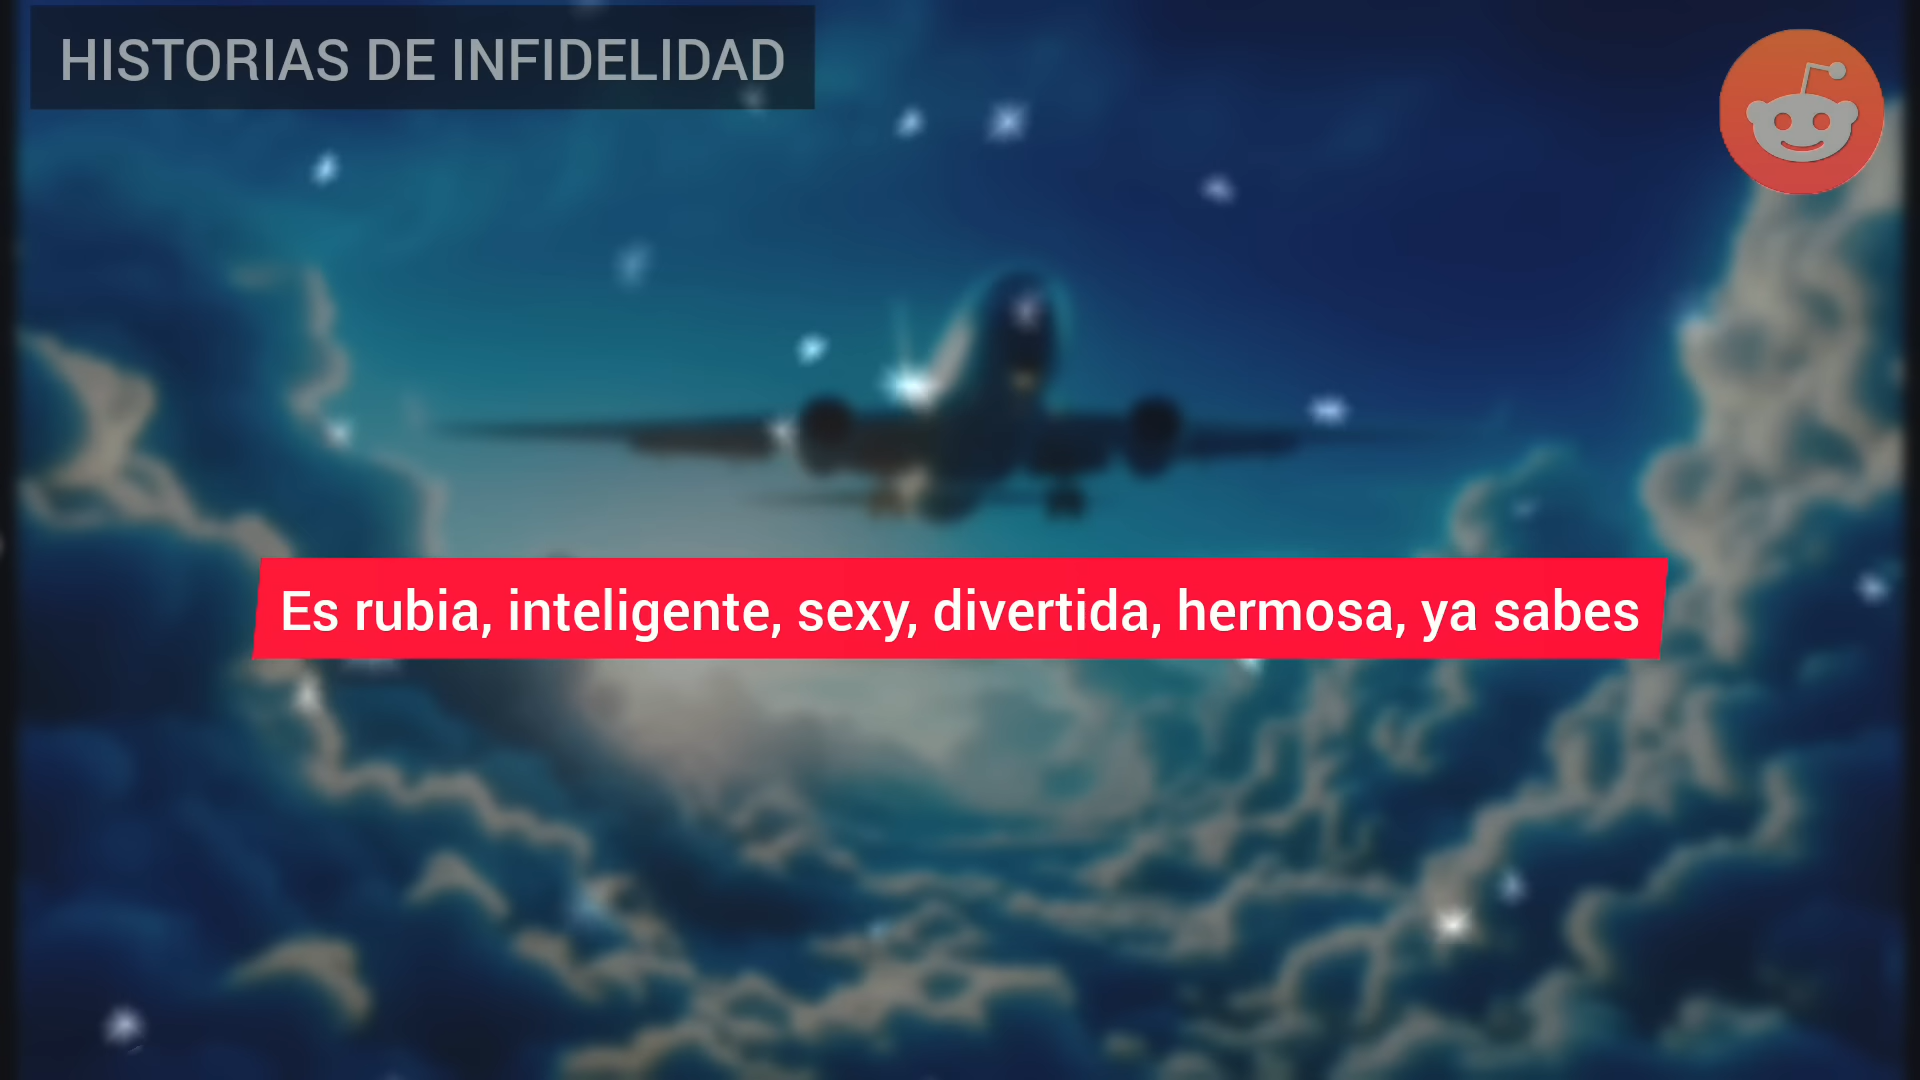 HISTORIAS DE INFIDELIDAD
Es rubia, inteligente, sexy, divertida, hermosa, ya sabes